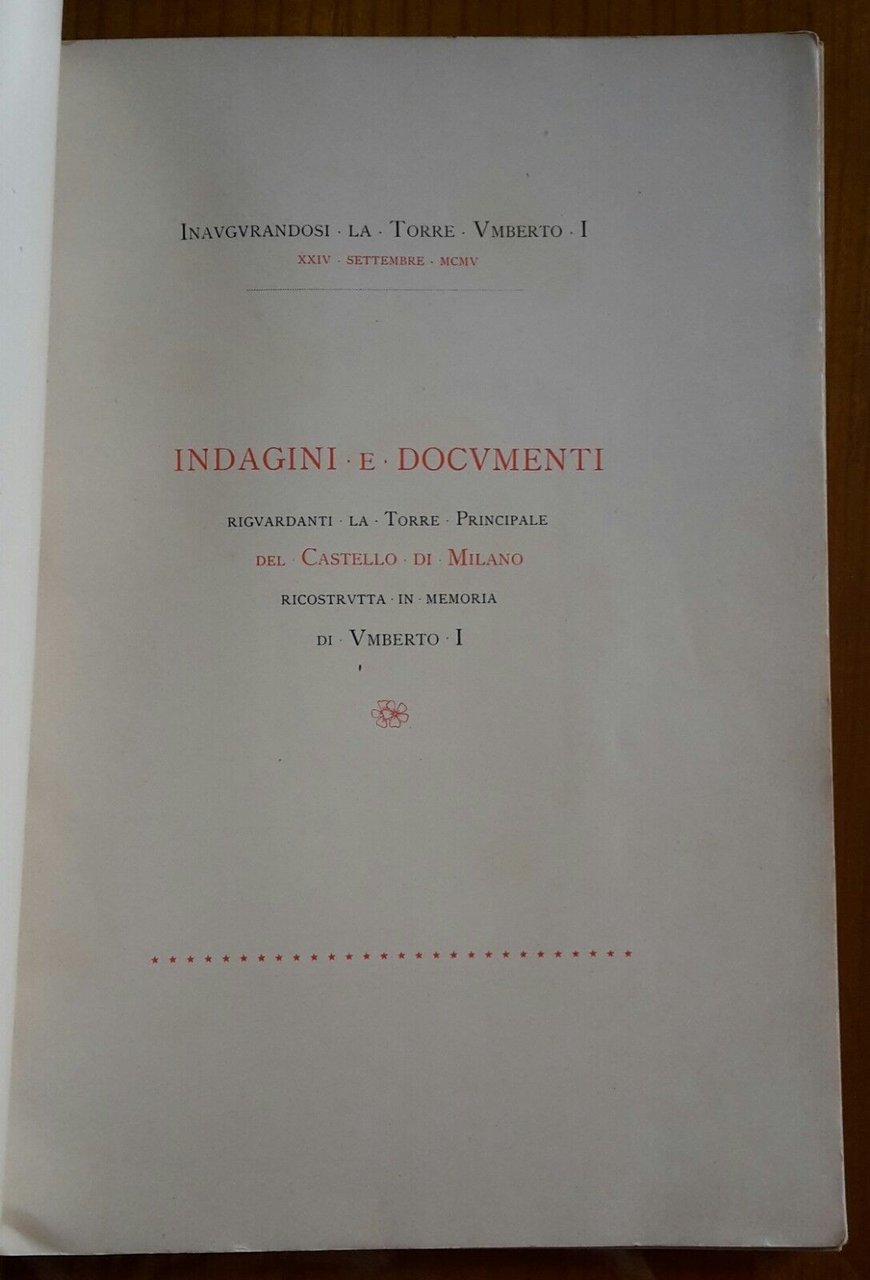 INAVGVRANDOSI · LA · TORRE · VMBERTO · I
XXIV · SETTEMBRE · MCMV
INDAGINI · E · DOCVMENTI
RIGVARDANTI · LA · TORRE · PRINCIPALE
DEL · CASTELLO · DI · MILANO
RICOSTRVTTA · IN · MEMORIA
DI · VMBERTO · I